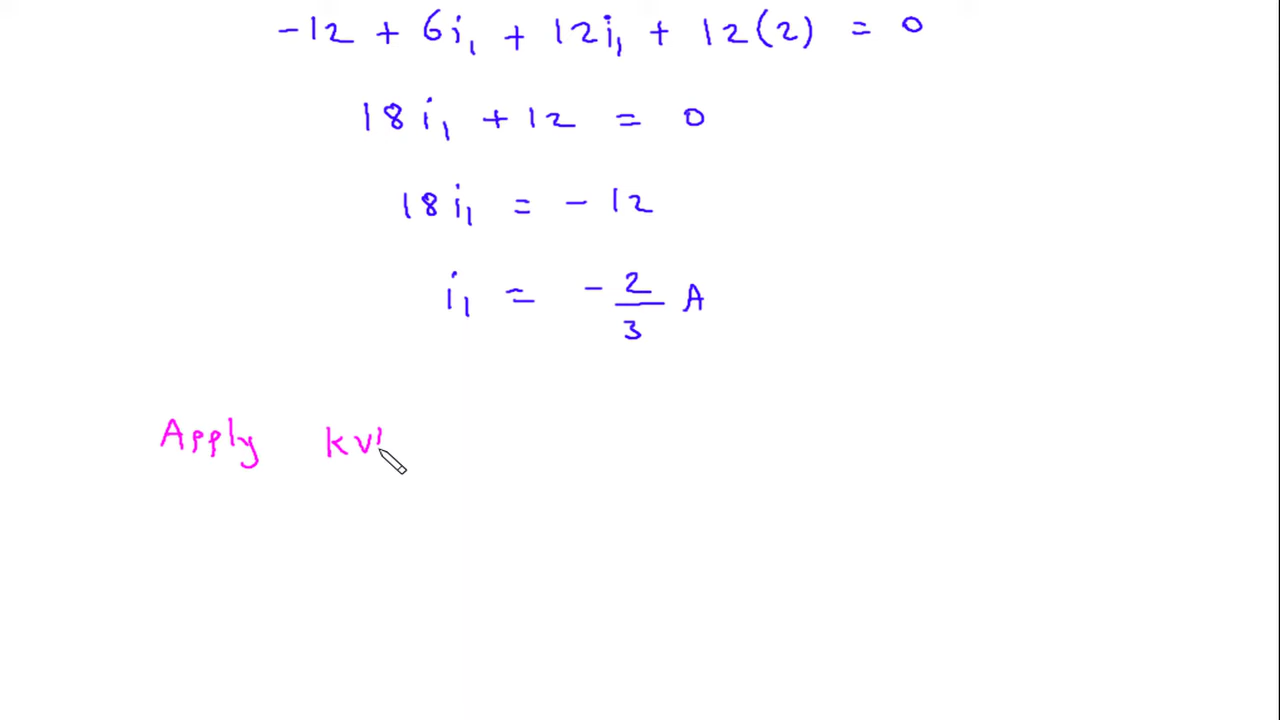 -12 + 6i₁ + 12i₁ + 12(2) = 0
18i₁ + 12 = 0
18i₁ = -12
i₁ = -2/3 A
Apply kvl